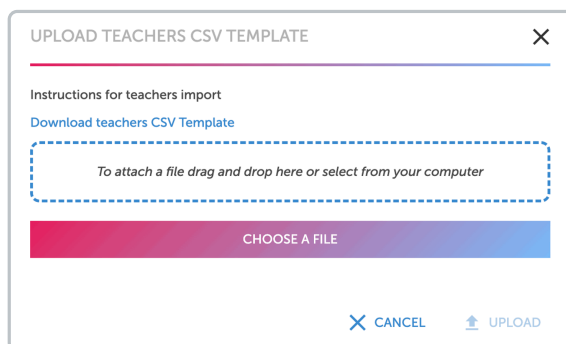 UPLOAD TEACHERS CSV TEMPLATE
Instructions for teachers import
Download teachers CSV Template
To attach a file drag and drop here or select from your computer
CHOOSE A FILE
CANCEL UPLOAD